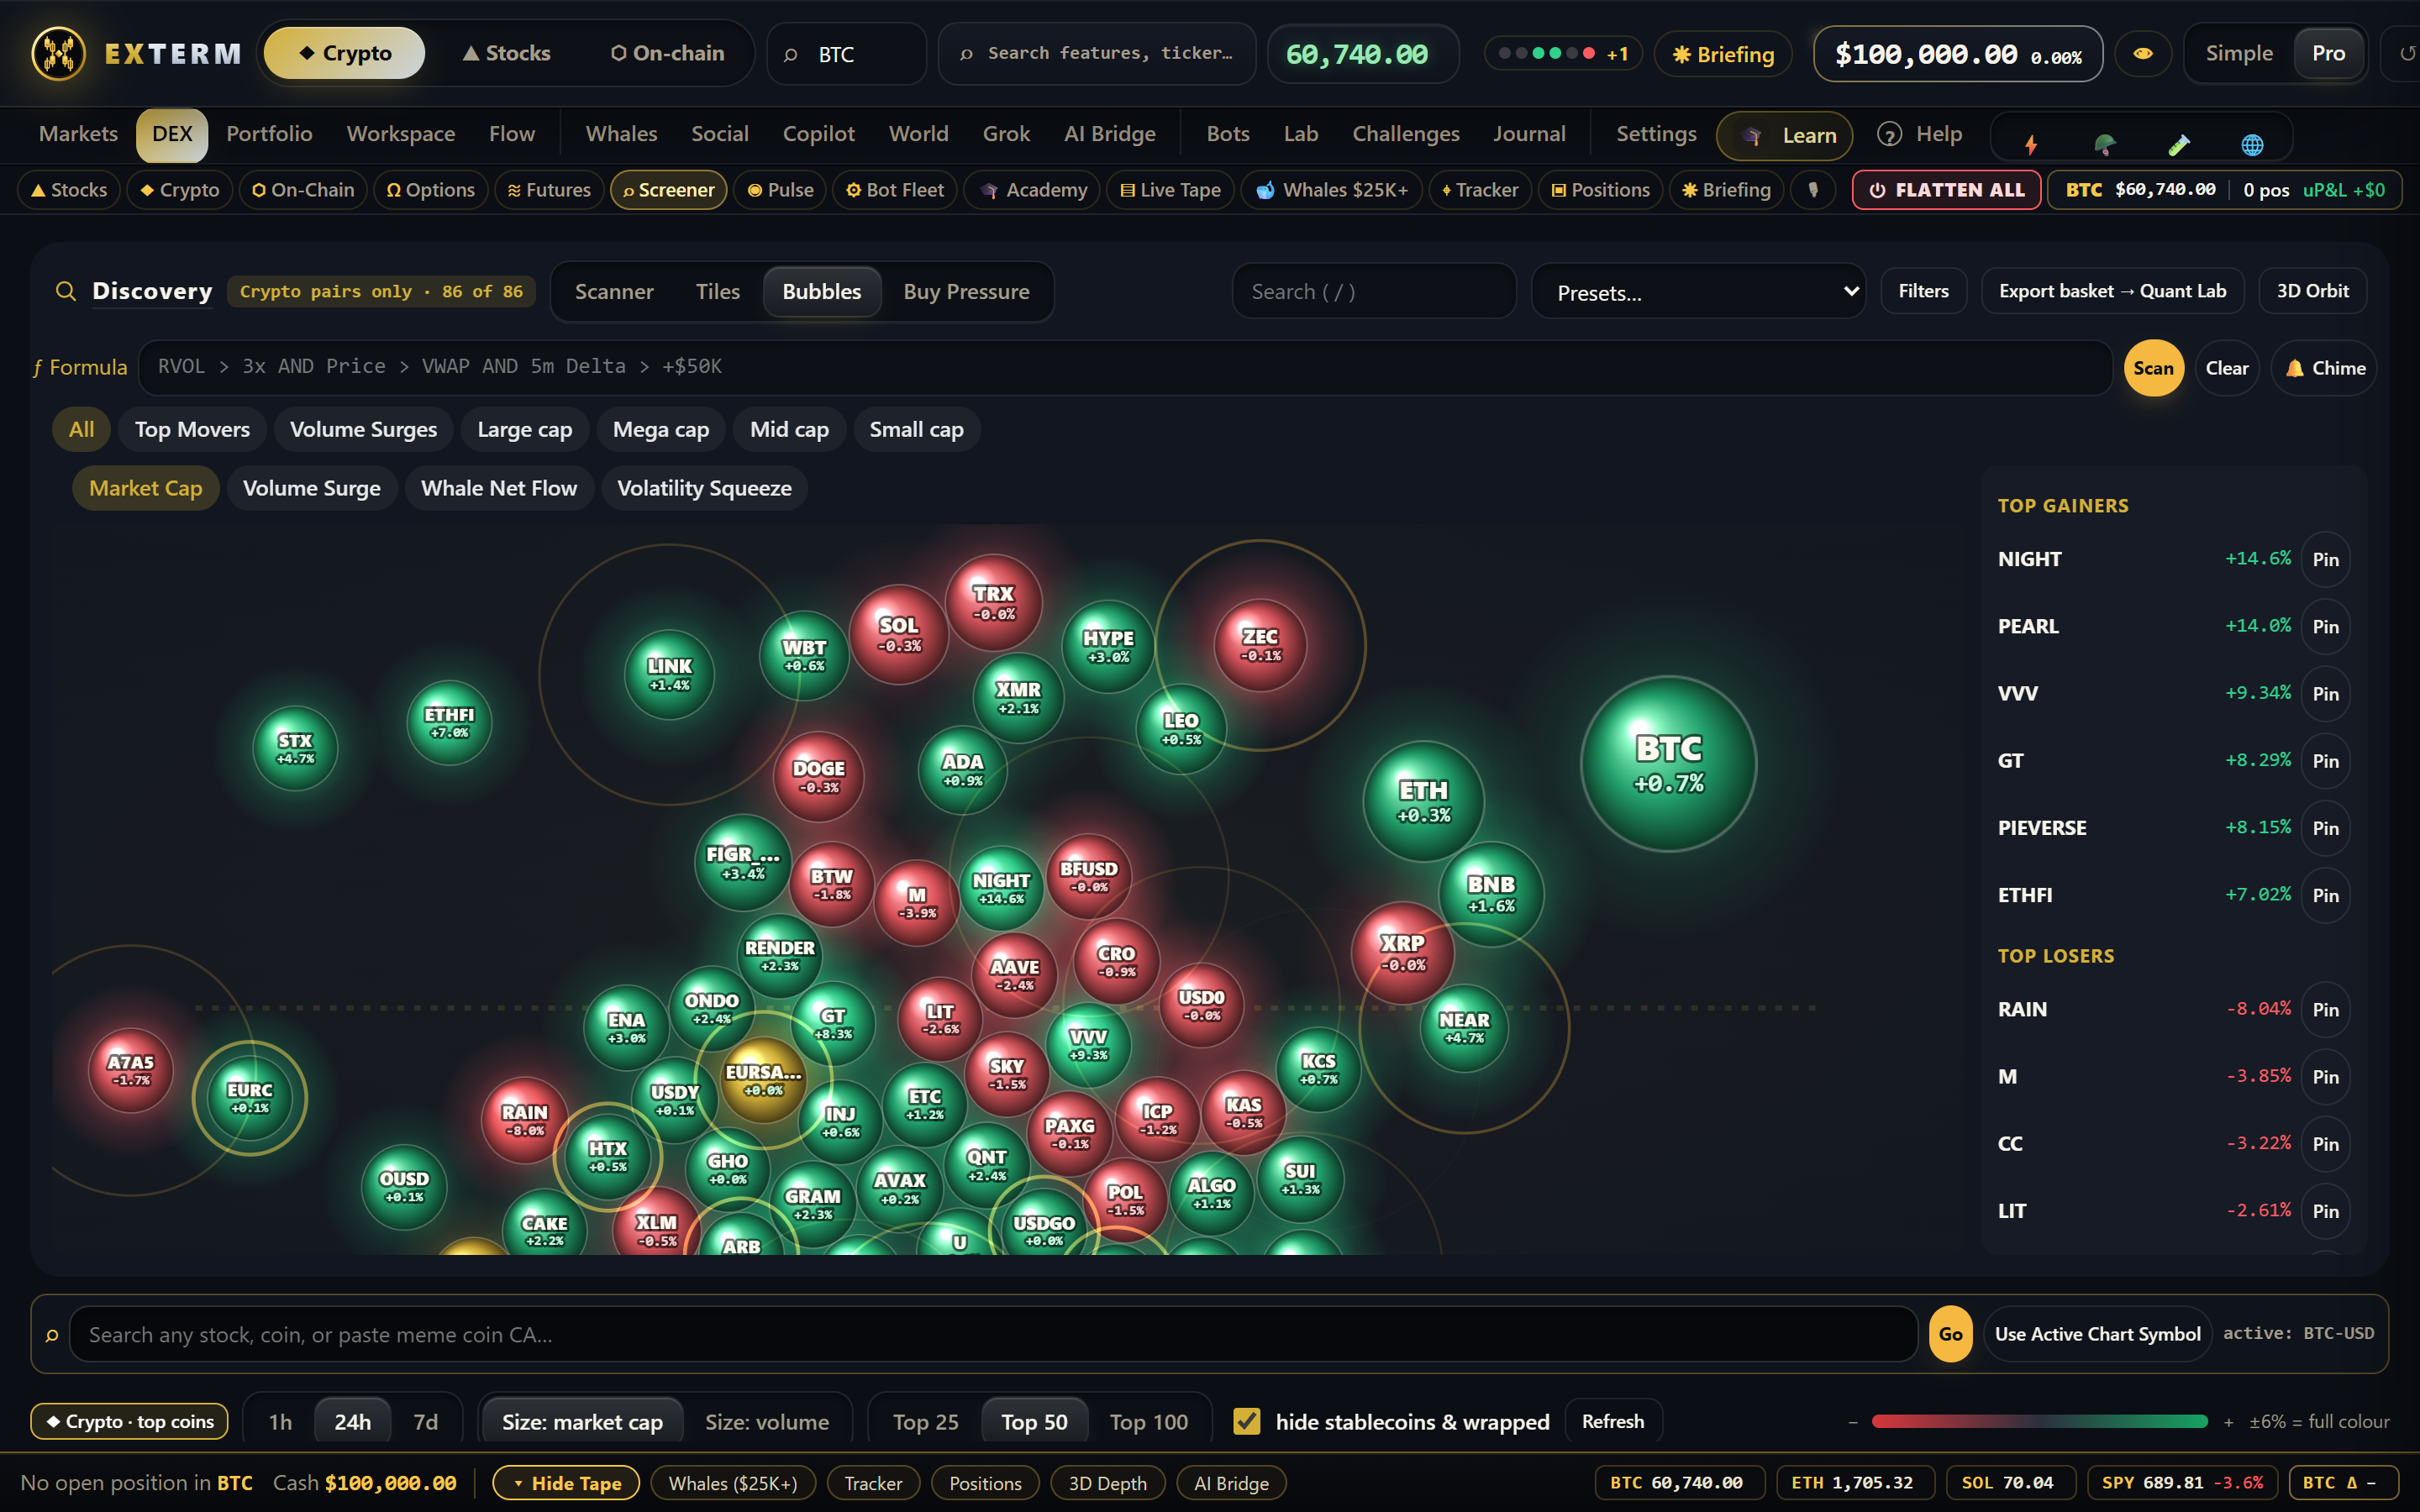 EXTERM
Crypto
Stocks
On-chain
BTC
Search features, ticker…
60,740.00
+1
Briefing
$100,000.00 0.00%
Simple
Pro
Markets
DEX
Portfolio
Workspace
Flow
Whales
Social
Copilot
World
Grok
AI Bridge
Bots
Lab
Challenges
Journal
Settings
Learn
? Help
Stocks
Crypto
On-Chain
Ω Options
Futures
Screener
Pulse
Bot Fleet
Academy
Live Tape
Whales $25K+
Tracker
Positions
Briefing
FLATTEN ALL
BTC $60,740.00 0 pos uP&L +$0
Discovery
Crypto pairs only · 86 of 86
Scanner
Tiles
Bubbles
Buy Pressure
Search ( / )
Presets...
Filters
Export basket → Quant Lab
3D Orbit
ƒ Formula
RVOL > 3x AND Price > VWAP AND 5m Delta > +$50K
Scan
Clear
Chime
All
Top Movers
Volume Surges
Large cap
Mega cap
Mid cap
Small cap
Market Cap
Volume Surge
Whale Net Flow
Volatility Squeeze
TRX
-0.0%
SOL
-0.3%
WBT
+0.6%
HYPE
+3.0%
ZEC
-0.1%
LINK
+1.4%
XMR
+2.1%
LEO
+0.5%
ETHFI
+7.0%
STX
+4.7%
DOGE
-0.3%
ADA
+0.9%
BTC
+0.7%
ETH
+0.3%
FIGR_...
+3.4%
BTW
-1.8%
M
-3.9%
NIGHT
+14.6%
BFUSD
-0.0%
BNB
+1.6%
RENDER
+2.3%
AAVE
-2.4%
CRO
-0.9%
XRP
-0.0%
ONDO
+2.4%
ENA
+3.0%
GT
+8.3%
LIT
-2.6%
USD0
-0.0%
VVV
+9.3%
NEAR
+4.7%
A7A5
-1.7%
EURC
+0.1%
EURSA...
+0.0%
USDY
+0.1%
SKY
-1.5%
KCS
+0.7%
RAIN
-8.0%
INJ
+0.6%
ETC
+1.2%
PAXG
-0.1%
ICP
-1.2%
KAS
-0.5%
HTX
+0.5%
GHO
+0.0%
QNT
+2.4%
OUSD
+0.1%
GRAM
+2.3%
AVAX
+0.2%
POL
-1.5%
ALGO
+1.1%
SUI
+1.3%
CAKE
+2.2%
XLM
-0.5%
USDGO
+0.0%
ARB
U
TOP GAINERS
NIGHT +14.6% Pin
PEARL +14.0% Pin
VVV +9.34% Pin
GT +8.29% Pin
PIEVERSE +8.15% Pin
ETHFI +7.02% Pin
TOP LOSERS
RAIN -8.04% Pin
M -3.85% Pin
CC -3.22% Pin
LIT -2.61% Pin
Search any stock, coin, or paste meme coin CA...
Go
Use Active Chart Symbol
active: BTC-USD
Crypto · top coins
1h
24h
7d
Size: market cap
Size: volume
Top 25
Top 50
Top 100
hide stablecoins & wrapped
Refresh
− + ±6% = full colour
No open position in BTC Cash $100,000.00
Hide Tape
Whales ($25K+)
Tracker
Positions
3D Depth
AI Bridge
BTC 60,740.00
ETH 1,705.32
SOL 70.04
SPY 689.81 -3.6%
BTC Δ −